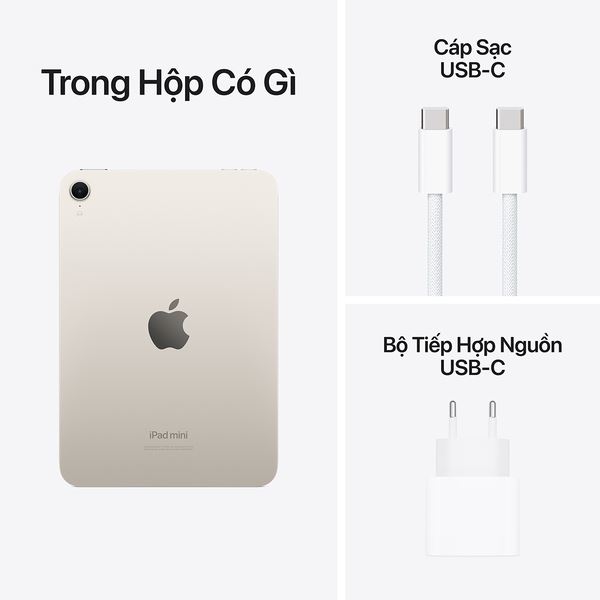 Trong Hộp Có Gì
iPad mini
Cáp Sạc
USB-C
Bộ Tiếp Hợp Nguồn
USB-C